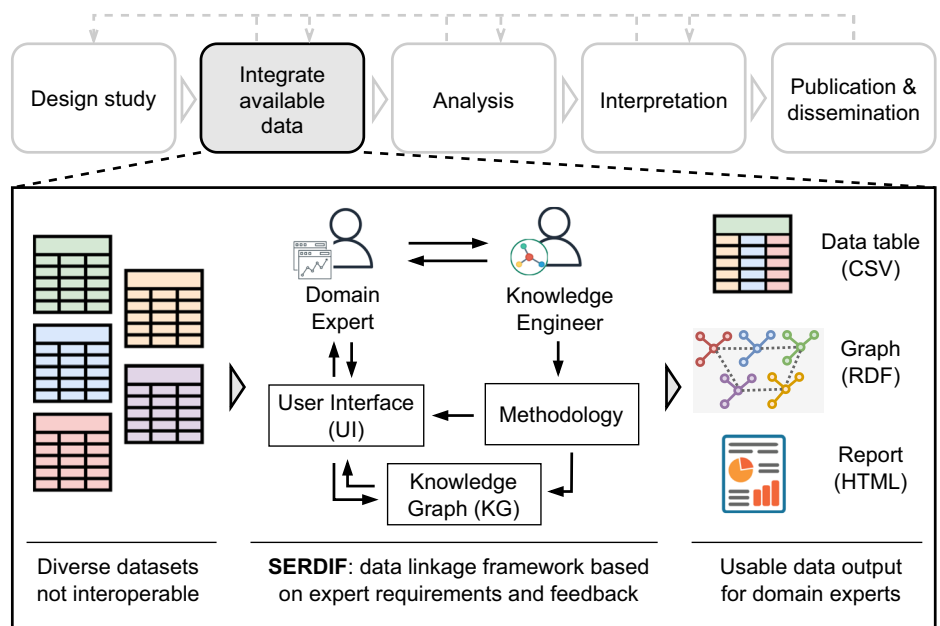 Design study
Integrate
available
data
Analysis
Interpretation
Publication &
dissemination
Domain
Expert
Knowledge
Engineer
User Interface
(UI)
Methodology
Knowledge
Graph (KG)
Data table
(CSV)
Graph
(RDF)
Report
(HTML)
Diverse datasets
not interoperable
SERDIF: data linkage framework based
on expert requirements and feedback
Usable data output
for domain experts